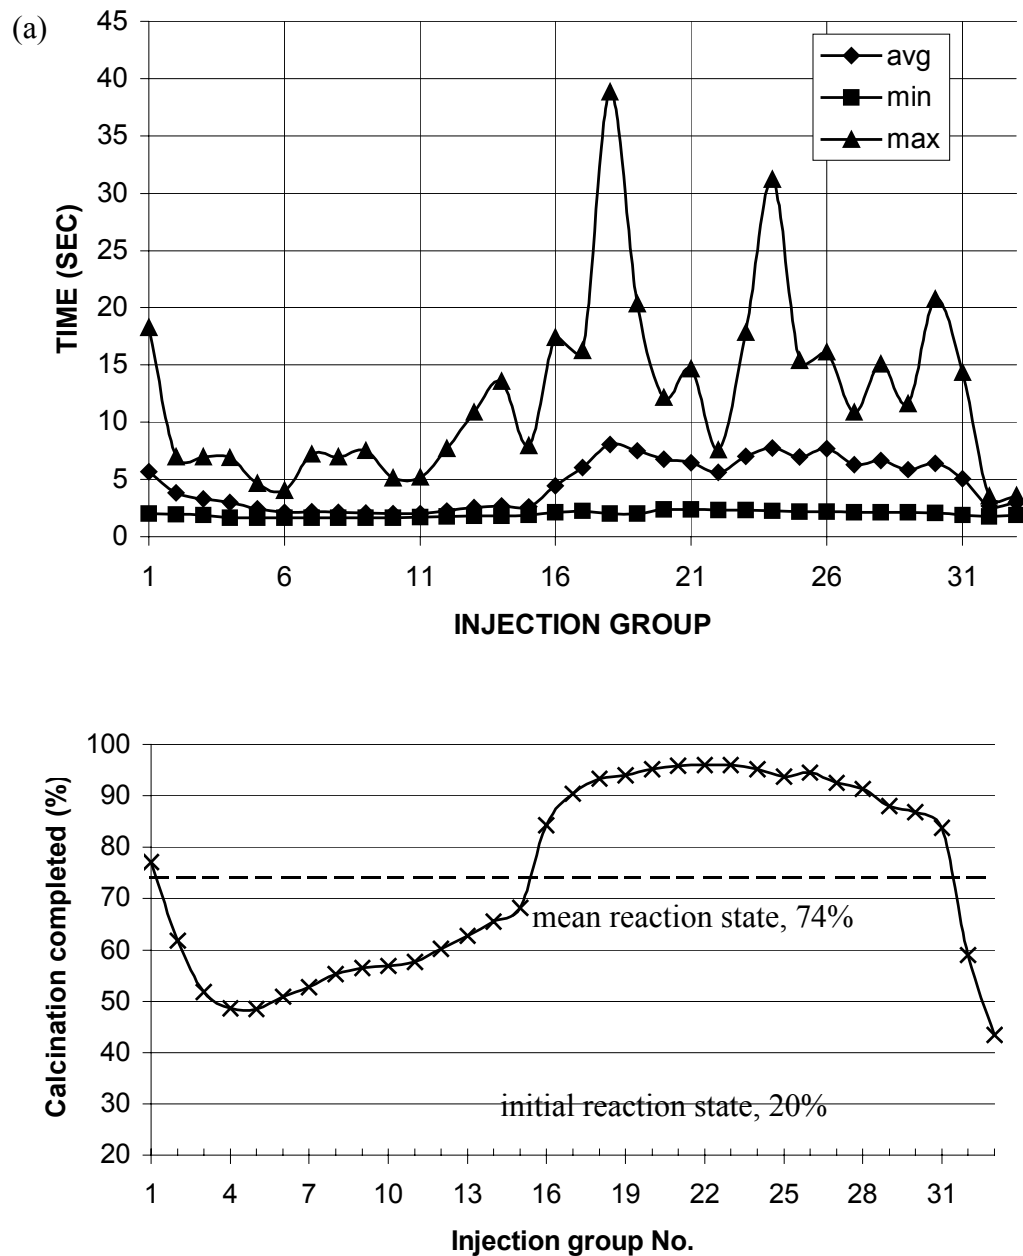 (a)
45
40
35
30
25
20
15
10
5
0
TIME (SEC)
avg
min
max
1 6 11 16 21 26 31
INJECTION GROUP
100
90
80
70
60
50
40
30
20
Calcination completed (%)
mean reaction state, 74%
initial reaction state, 20%
1 4 7 10 13 16 19 22 25 28 31
Injection group No.